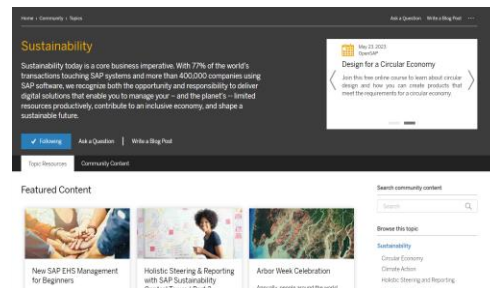 Home › Community › Topics
Ask a Question Write a Blog Post ...
Sustainability
Sustainability today is a core business imperative. With 77% of the world's
transactions touching SAP systems and more than 400,000 companies using
SAP software, we recognize both the opportunity and responsibility to deliver
digital solutions that enable you to manage your – and the planet's – limited
resources productively, contribute to an inclusive economy, and shape a
sustainable future.
May 23, 2023
OpenSAP
Design for a Circular Economy
Join this free online course to learn about circular
design and how you can create products that
meet the requirements for a circular economy.
✓ Following Ask a Question | Write a Blog Post
Topic Resources Community Content
Featured Content
New SAP EHS Management
for Beginners
Holistic Steering & Reporting
with SAP Sustainability
Arbor Week Celebration
Annually, people around the world
Search community content
Search
Browse this topic
Sustainability
Circular Economy
Climate Action
Holistic Steering and Reporting